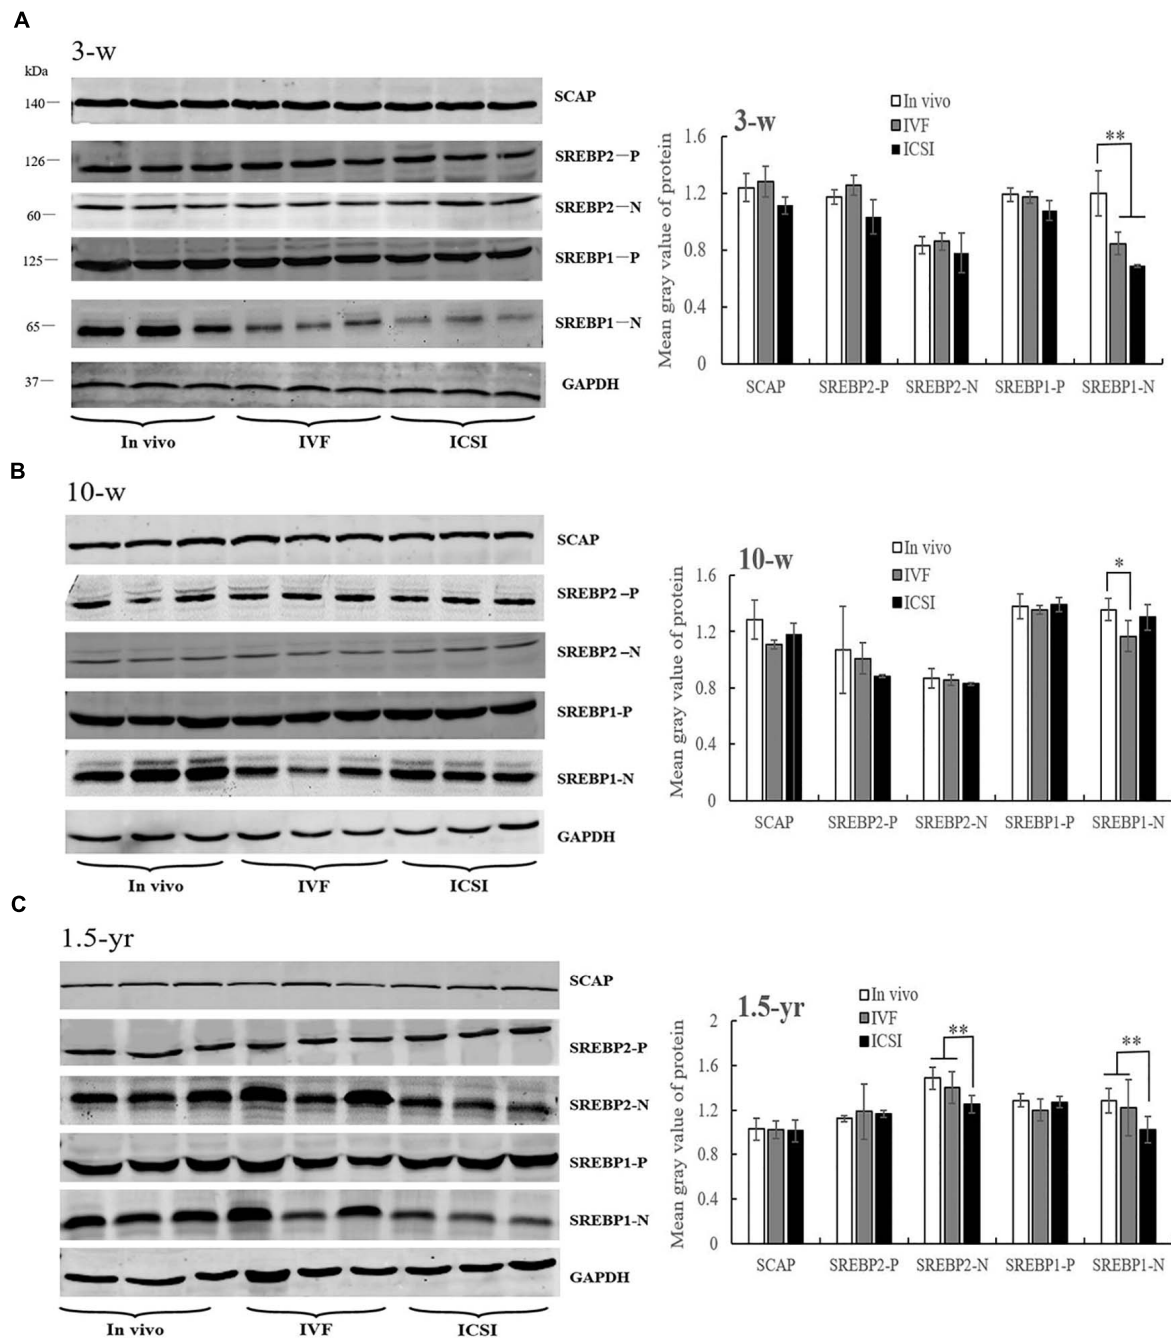 A
3-w
kDa
140
SCAP
126
SREBP2—P
60
SREBP2—N
125
SREBP1—P
65
SREBP1—N
37
GAPDH
In vivo IVF ICSI
3-w
In vivo
IVF
ICSI
**
Mean gray value of protein
1.6
1.2
0.8
0.4
0
SCAP SREBP2-P SREBP2-N SREBP1-P SREBP1-N
B
10-w
SCAP
SREBP2–P
SREBP2–N
SREBP1-P
SREBP1-N
GAPDH
In vivo IVF ICSI
10-w
In vivo
IVF
ICSI
*
Mean gray value of protein
1.6
1.2
0.8
0.4
0
SCAP SREBP2-P SREBP2-N SREBP1-P SREBP1-N
C
1.5-yr
SCAP
SREBP2-P
SREBP2-N
SREBP1-P
SREBP1-N
GAPDH
In vivo IVF ICSI
1.5-yr
In vivo
IVF
ICSI
**
**
Mean gray value of protein
2
1.6
1.2
0.8
0.4
0
SCAP SREBP2-P SREBP2-N SREBP1-P SREBP1-N